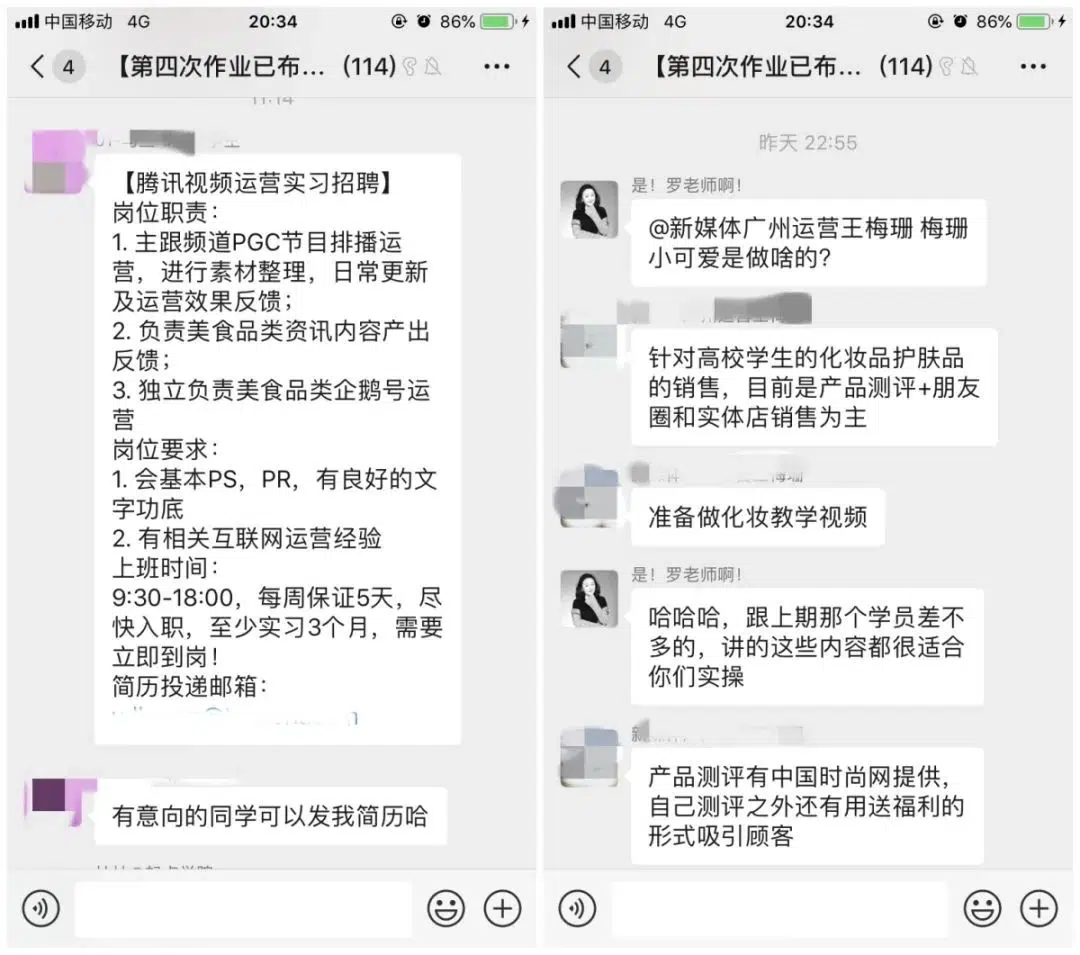 中国移动 4G 20:34 86%
4 【第四次作业已布... (114)
11:14
【腾讯视频运营实习招聘】
岗位职责：
1. 主跟频道PGC节目排播运
营，进行素材整理，日常更新
及运营效果反馈；
2. 负责美食品类资讯内容产出
反馈；
3. 独立负责美食品类企鹅号运
营
岗位要求：
1. 会基本PS，PR，有良好的文
字功底
2. 有相关互联网运营经验
上班时间：
9:30-18:00，每周保证5天，尽
快入职，至少实习3个月，需要
立即到岗！
简历投递邮箱：
有意向的同学可以发我简历哈
中国移动 4G 20:34 86%
4 【第四次作业已布... (114)
昨天 22:55
是！罗老师啊！
@新媒体广州运营王梅珊 梅珊
小可爱是做啥的？
针对高校学生的化妆品护肤品
的销售，目前是产品测评+朋友
圈和实体店销售为主
准备做化妆教学视频
是！罗老师啊！
哈哈哈，跟上期那个学员差不
多的，讲的这些内容都很适合
你们实操
产品测评有中国时尚网提供，
自己测评之外还有用送福利的
形式吸引顾客